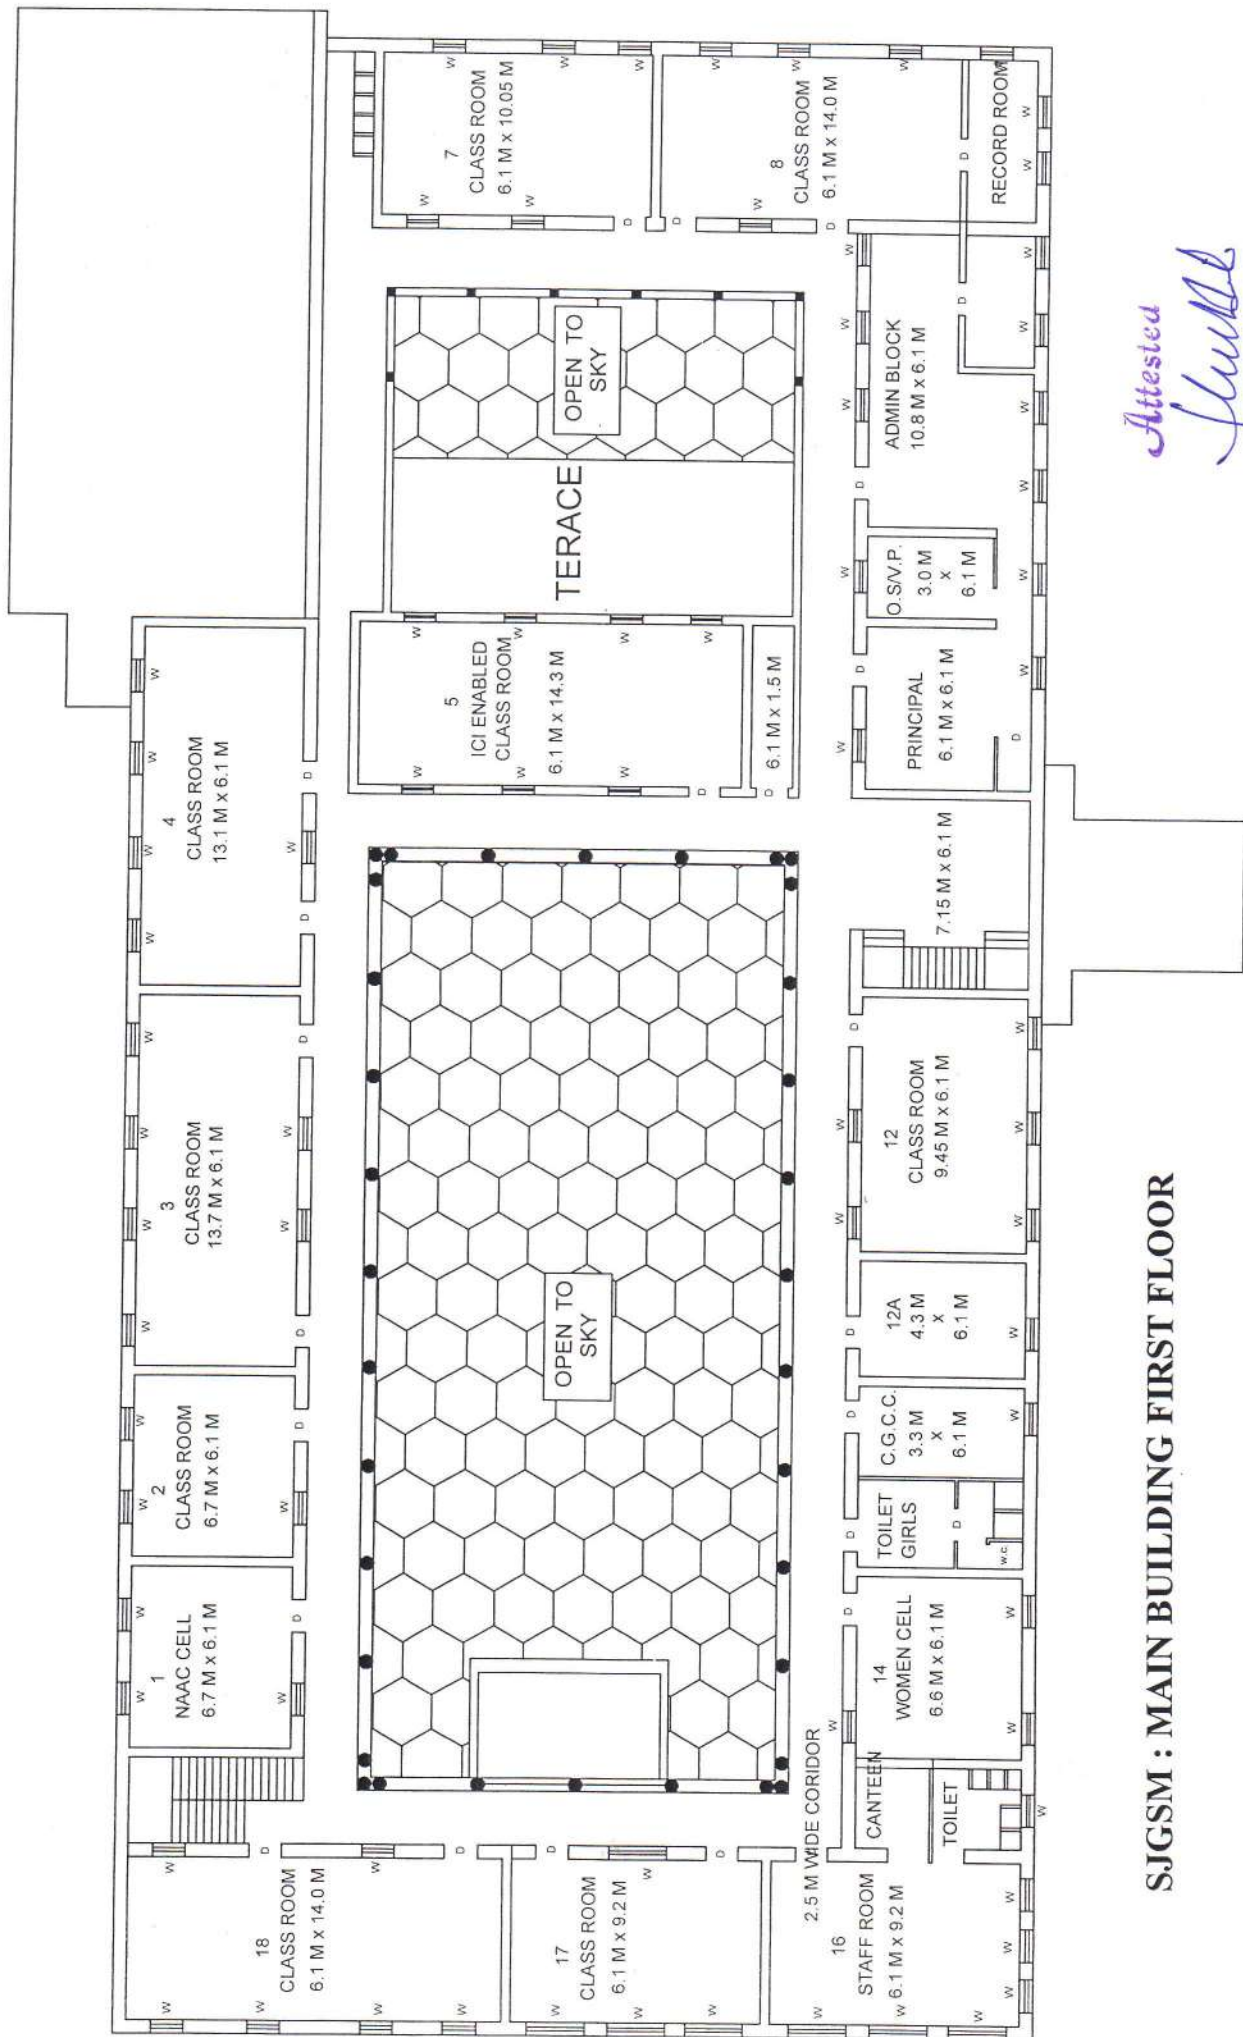 18
CLASS ROOM
6.1 M x 14.0 M
17
CLASS ROOM
6.1 M x 9.2 M
16
STAFF ROOM
6.1 M x 9.2 M
2.5 M WIDE CORIDOR
CANTEEN
TOILET
1
NAAC CELL
6.7 M x 6.1 M
2
CLASS ROOM
6.7 M x 6.1 M
3
CLASS ROOM
13.7 M x 6.1 M
4
CLASS ROOM
13.1 M x 6.1 M
OPEN TO
SKY
14
WOMEN CELL
6.6 M x 6.1 M
TOILET
GIRLS
W.C.
C.G.C.C.
3.3 M
X
6.1 M
12A
4.3 M
X
6.1 M
12
CLASS ROOM
9.45 M x 6.1 M
7.15 M x 6.1 M
5
ICI ENABLED
CLASS ROOM
6.1 M x 14.3 M
6.1 M x 1.5 M
TERACE
OPEN TO
SKY
PRINCIPAL
6.1 M x 6.1 M
O.S/V.P.
3.0 M
X
6.1 M
ADMIN BLOCK
10.8 M x 6.1 M
7
CLASS ROOM
6.1 M x 10.05 M
8
CLASS ROOM
6.1 M x 14.0 M
RECORD ROOM
W
D
SJGSM : MAIN BUILDING FIRST FLOOR
Attested